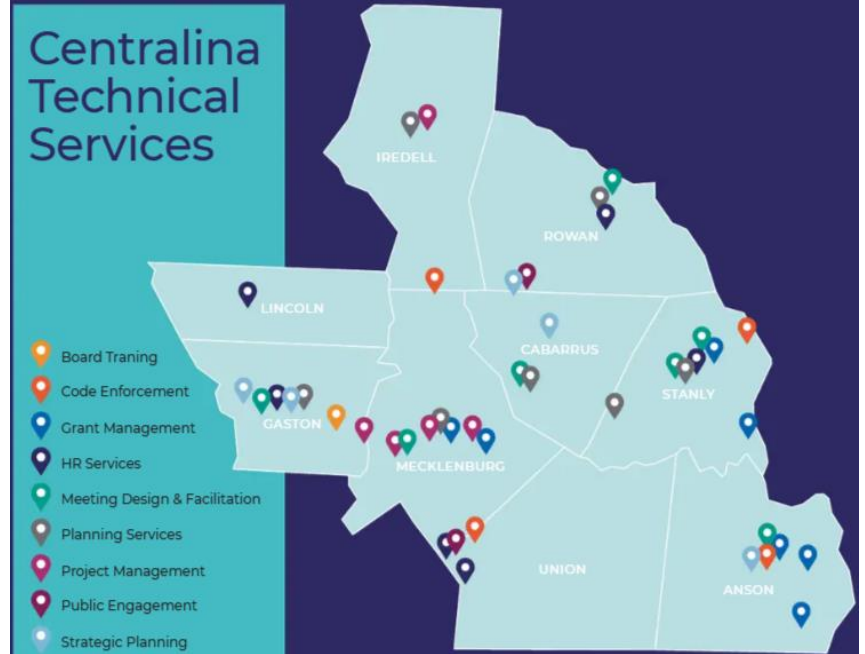 Centralina
Technical
Services
IREDELL
ROWAN
LINCOLN
CABARRUS
STANLY
GASTON
MECKLENBURG
UNION
ANSON
Board Traning
Code Enforcement
Grant Management
HR Services
Meeting Design & Facilitation
Planning Services
Project Management
Public Engagement
Strategic Planning